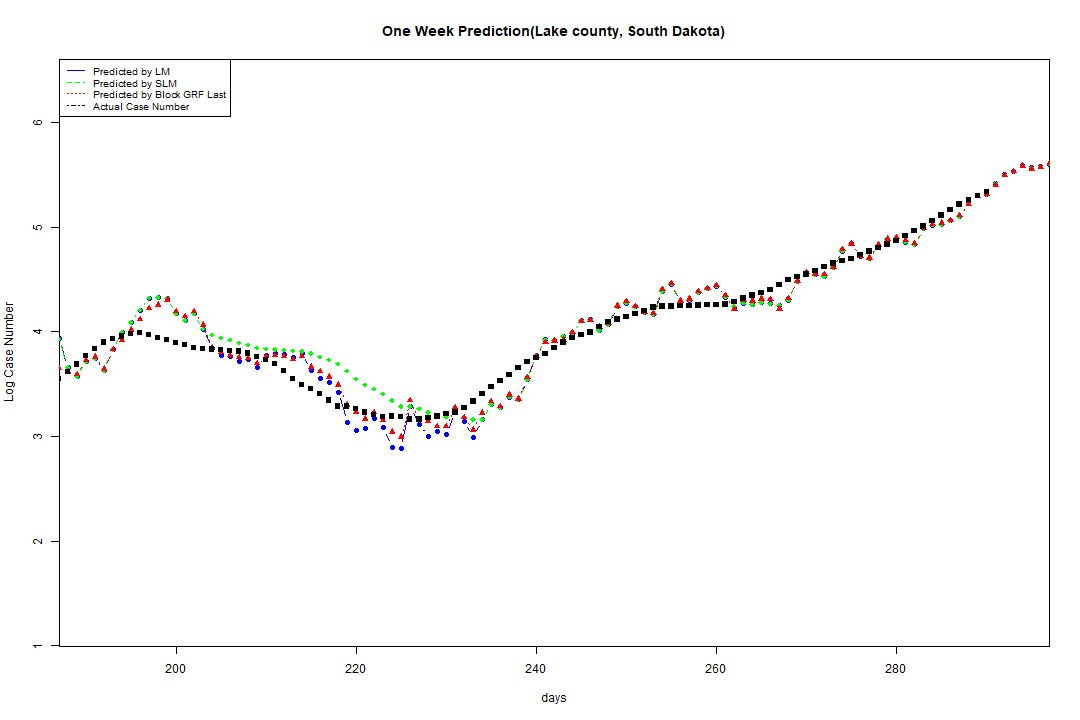 One Week Prediction(Lake county, South Dakota)
Predicted by LM
Predicted by SLM
Predicted by Block GRF Last
Actual Case Number
6
5
4
3
2
1
Log Case Number
200 220 240 260 280
days